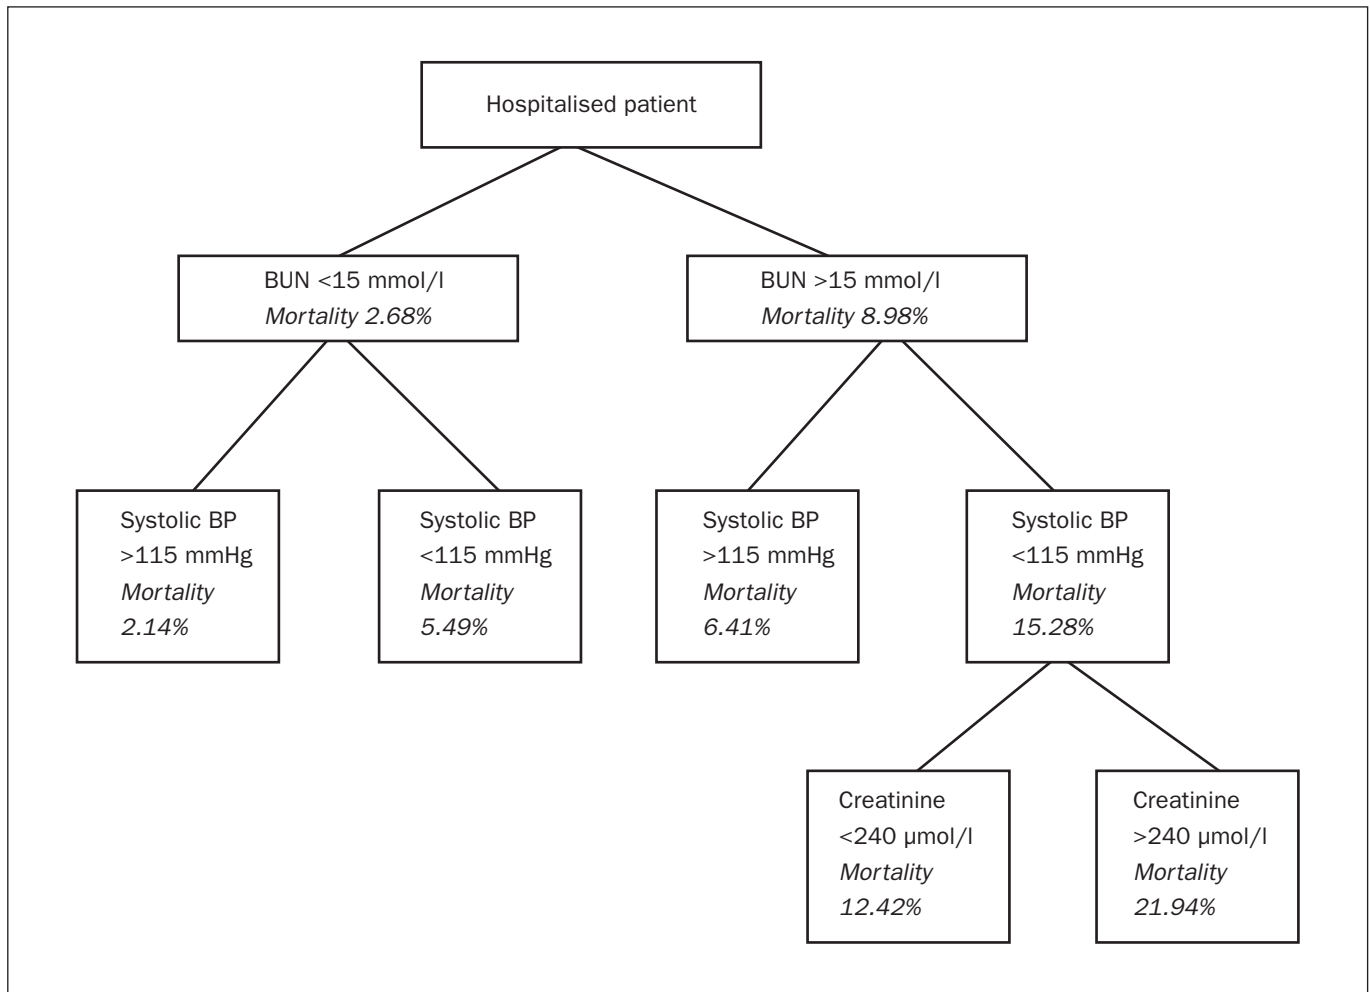 Hospitalised patient
BUN <15 mmol/l
Mortality 2.68%
BUN >15 mmol/l
Mortality 8.98%
Systolic BP
>115 mmHg
Mortality
2.14%
Systolic BP
<115 mmHg
Mortality
5.49%
Systolic BP
>115 mmHg
Mortality
6.41%
Systolic BP
<115 mmHg
Mortality
15.28%
Creatinine
<240 µmol/l
Mortality
12.42%
Creatinine
>240 µmol/l
Mortality
21.94%